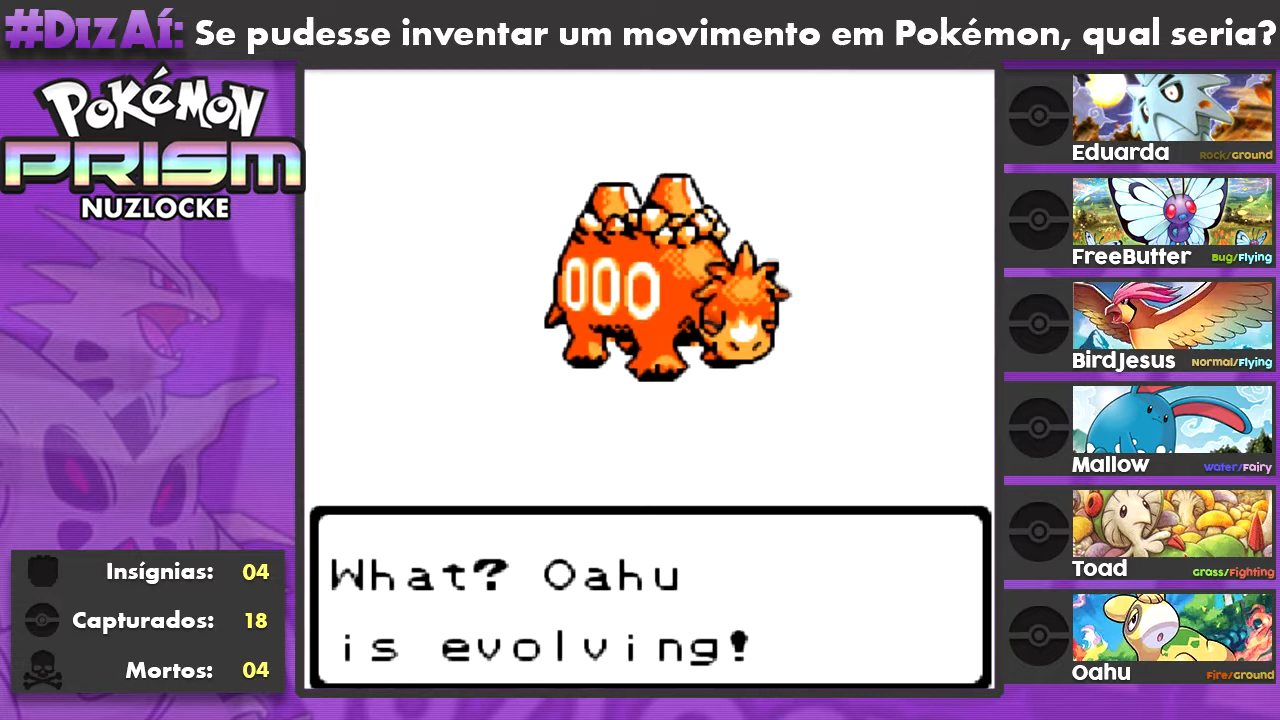 #DizAí: Se pudesse inventar um movimento em Pokémon, qual seria?
POKéMON
PRISM
NUZLOCKE
000
What? Oahu
is evolving!
Insígnias: 04
Capturados: 18
Mortos: 04
Eduarda Rock/Ground
FreeButter Bug/Flying
BirdJesus Normal/Flying
Mallow Water/Fairy
Toad Grass/Fighting
Oahu Fire/Ground